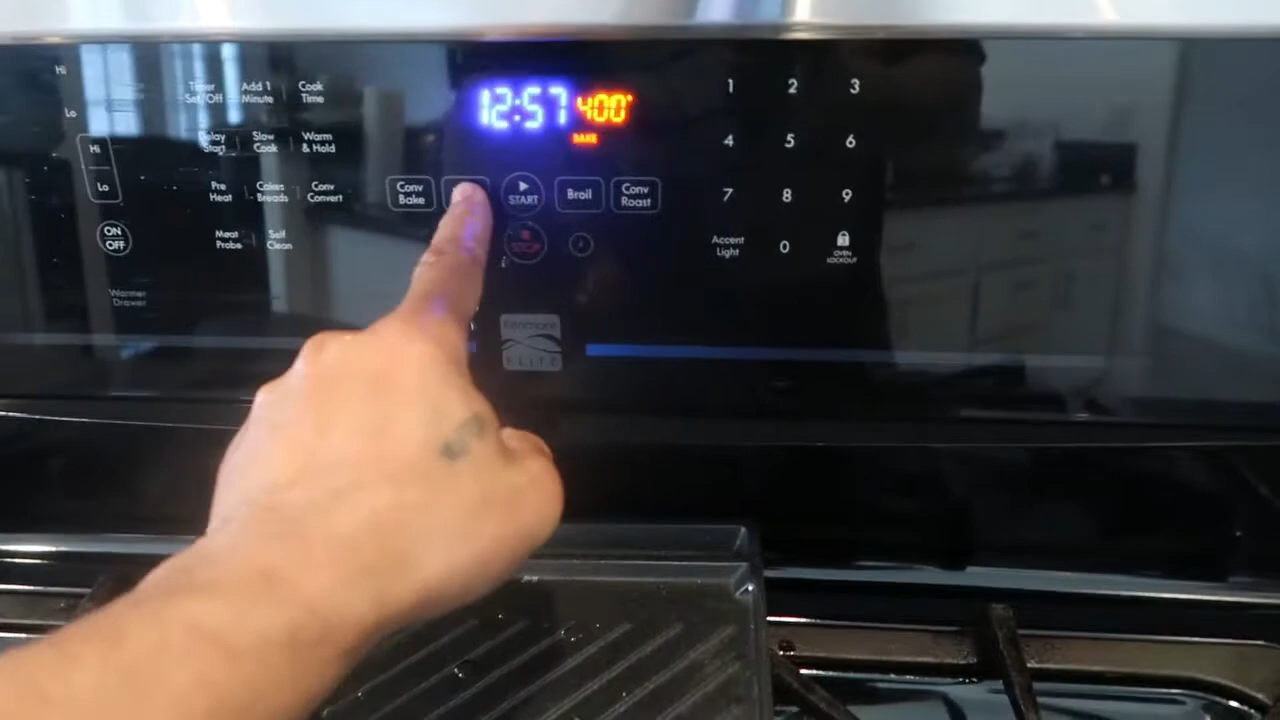 Hi
Lo
Hi
Lo
ON
OFF
Warmer
Drawer
Timer
Set/Off
Add 1
Minute
Cook
Time
Delay
Start
Slow
Cook
Warm
& Hold
Pre
Heat
Cakes
Breads
Conv
Convert
Meat
Probe
Self
Clean
12:57 400°
BAKE
Conv
Bake
START
Broil
Conv
Roast
STOP
Kenmore
ELITE
1 2 3
4 5 6
7 8 9
Accent
Light
0
OVEN
LOCKOUT